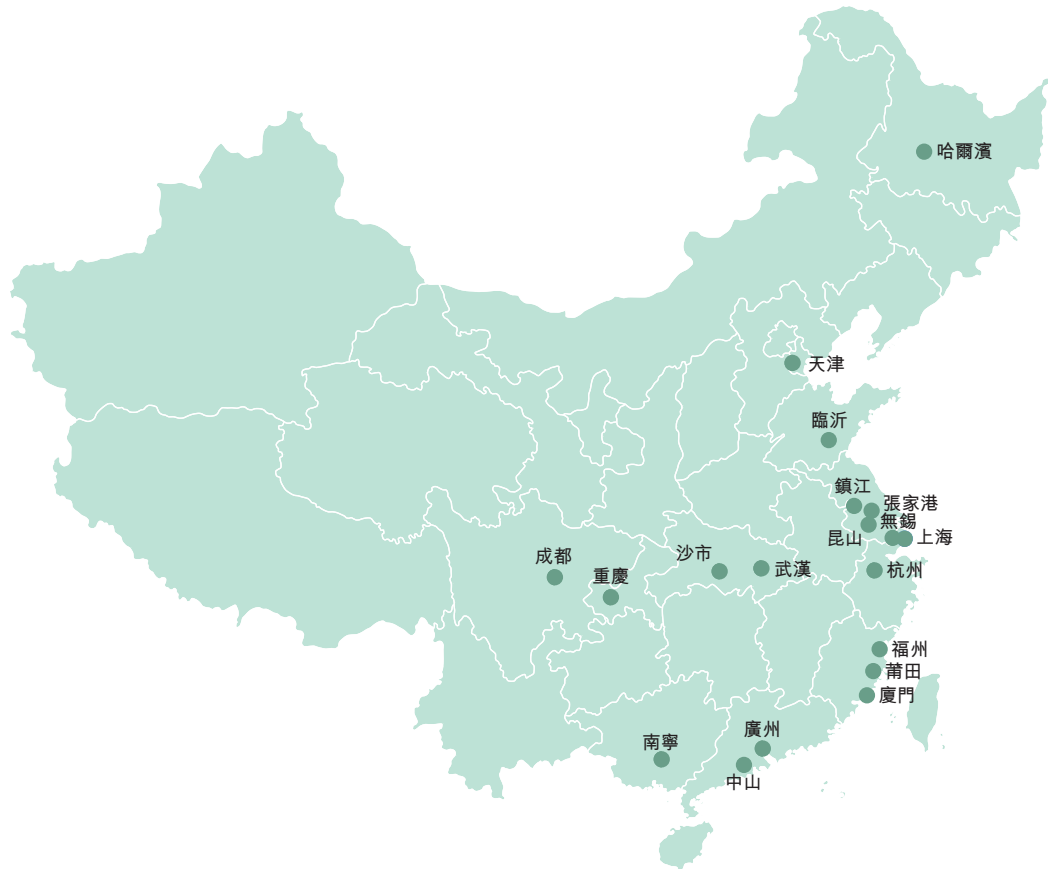 哈爾濱
天津
臨沂
鎮江
張家港
無錫
昆山
上海
成都
沙市
武漢
杭州
重慶
福州
莆田
廈門
廣州
南寧
中山